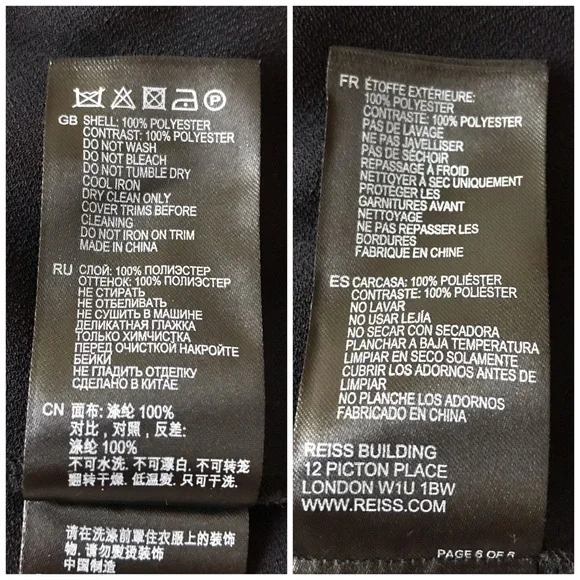 GB SHELL: 100% POLYESTER
CONTRAST: 100% POLYESTER
DO NOT WASH
DO NOT BLEACH
DO NOT TUMBLE DRY
COOL IRON
DRY CLEAN ONLY
COVER TRIMS BEFORE
CLEANING
DO NOT IRON ON TRIM
MADE IN CHINA
RU СЛОЙ: 100% ПОЛИЭСТЕР
ОТТЕНОК: 100% ПОЛИЭСТЕР
НЕ СТИРАТЬ
НЕ ОТБЕЛИВАТЬ
НЕ СУШИТЬ В МАШИНЕ
ДЕЛИКАТНАЯ ГЛАЖКА
ТОЛЬКО ХИМЧИСТКА
ПЕРЕД ОЧИСТКОЙ НАКРОЙТЕ
БЕЙКИ
НЕ ГЛАДИТЬ ОТДЕЛКУ
СДЕЛАНО В КИТАЕ
CN 面布: 涤纶 100%
对比, 对照, 反差:
涤纶 100%
不可水洗. 不可漂白. 不可转笼
翻转干燥. 低温熨. 只可干洗.
请在洗涤前罩住衣服上的装饰
物. 请勿熨烫装饰物
中国制造
FR ÉTOFFE EXTÉRIEURE:
100% POLYESTER
CONTRASTE: 100% POLYESTER
PAS DE LAVAGE
NE PAS JAVELLISER
PAS DE SÉCHOIR
REPASSAGE À FROID
NETTOYER À SEC UNIQUEMENT
PROTÉGER LES
GARNITURES AVANT
NETTOYAGE
NE PAS REPASSER LES
BORDURES
FABRIQUÉ EN CHINE
ES CARCASA: 100% POLIÉSTER
CONTRASTE: 100% POLIÉSTER
NO LAVAR
NO USAR LEJÍA
NO SECAR CON SECADORA
PLANCHAR A BAJA TEMPERATURA
LIMPIAR EN SECO SOLAMENTE
CUBRIR LOS ADORNOS ANTES DE
LIMPIAR
NO PLANCHE LOS ADORNOS
FABRICADO EN CHINA
REISS BUILDING
12 PICTON PLACE
LONDON W1U 1BW
WWW.REISS.COM
PAGE 6 OF 8